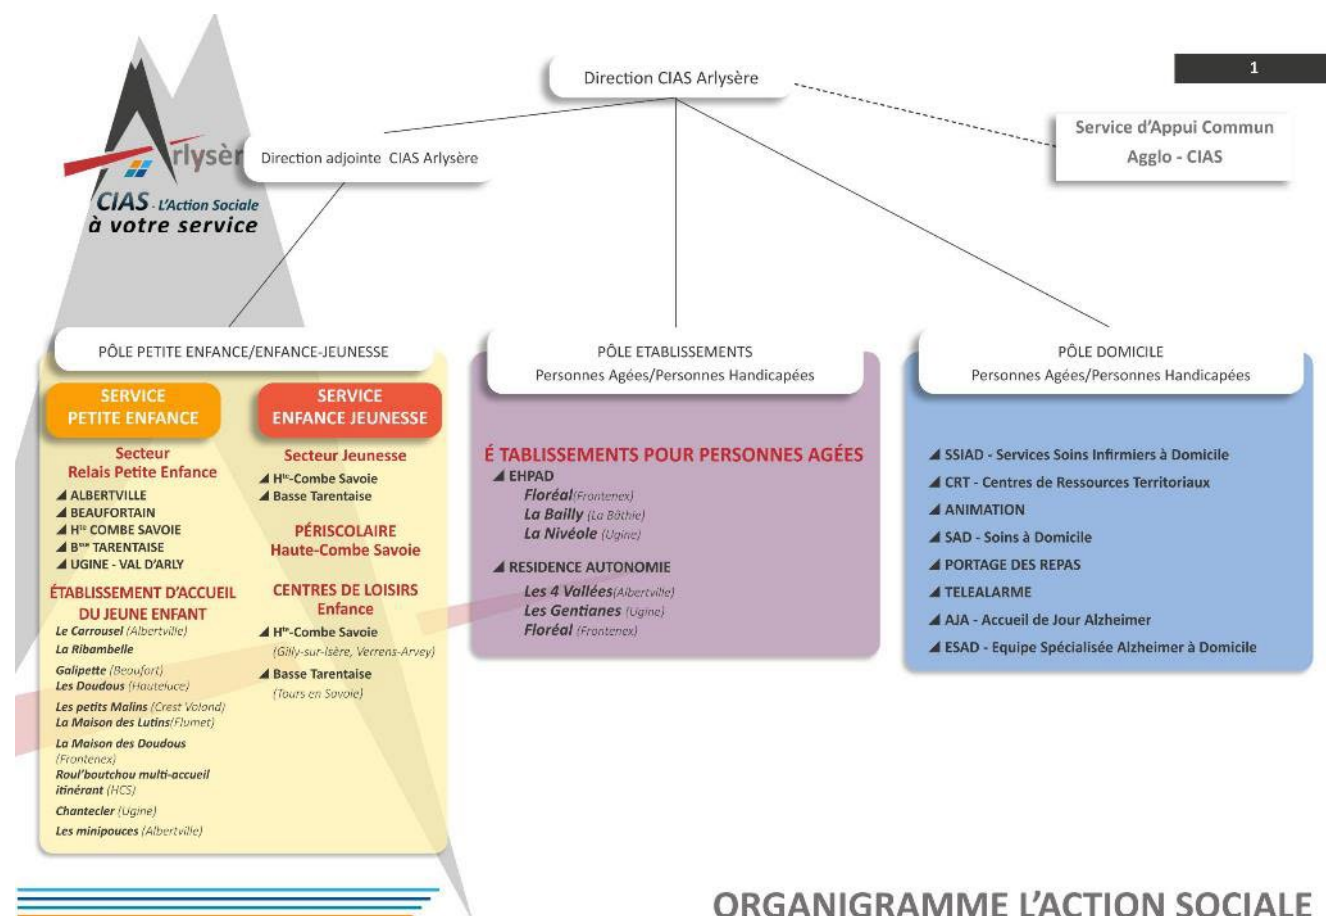 Direction CIAS Arlysère
1
Service d'Appui Commun
Agglo - CIAS
Direction adjointe CIAS Arlysère
rlysèr
CIAS - L'Action Sociale
à votre service
PÔLE PETITE ENFANCE/ENFANCE-JEUNESSE
SERVICE
PETITE ENFANCE
Secteur
Relais Petite Enfance
ALBERTVILLE
BEAUFORTAIN
Hte COMBE SAVOIE
Bsse TARENTAISE
UGINE - VAL D'ARLY
ÉTABLISSEMENT D'ACCUEIL
DU JEUNE ENFANT
Le Carrousel (Albertville)
La Ribambelle
Galipette (Beaufort)
Les Doudous (Hauteluce)
Les petits Malins (Crest Voland)
La Maison des Lutins(Flumet)
La Maison des Doudous
(Frontenex)
Roul'boutchou multi-accueil
itinérant (HCS)
Chantecler (Ugine)
Les minipouces (Albertville)
SERVICE
ENFANCE JEUNESSE
Secteur Jeunesse
Hte-Combe Savoie
Basse Tarentaise
PÉRISCOLAIRE
Haute-Combe Savoie
CENTRES DE LOISIRS
Enfance
Hte-Combe Savoie
(Gilly-sur-Isère, Verrens-Arvey)
Basse Tarentaise
(Tours en Savoie)
PÔLE ETABLISSEMENTS
Personnes Agées/Personnes Handicapées
É TABLISSEMENTS POUR PERSONNES AGÉES
EHPAD
Floréal(Frontenex)
La Bailly (La Bâthie)
La Nivéole (Ugine)
RESIDENCE AUTONOMIE
Les 4 Vallées(Albertville)
Les Gentianes (Ugine)
Floréal (Frontenex)
PÔLE DOMICILE
Personnes Agées/Personnes Handicapées
SSIAD - Services Soins Infirmiers à Domicile
CRT - Centres de Ressources Territoriaux
ANIMATION
SAD - Soins à Domicile
PORTAGE DES REPAS
TELEALARME
AJA - Accueil de Jour Alzheimer
ESAD - Equipe Spécialisée Alzheimer à Domicile
ORGANIGRAMME L'ACTION SOCIALE